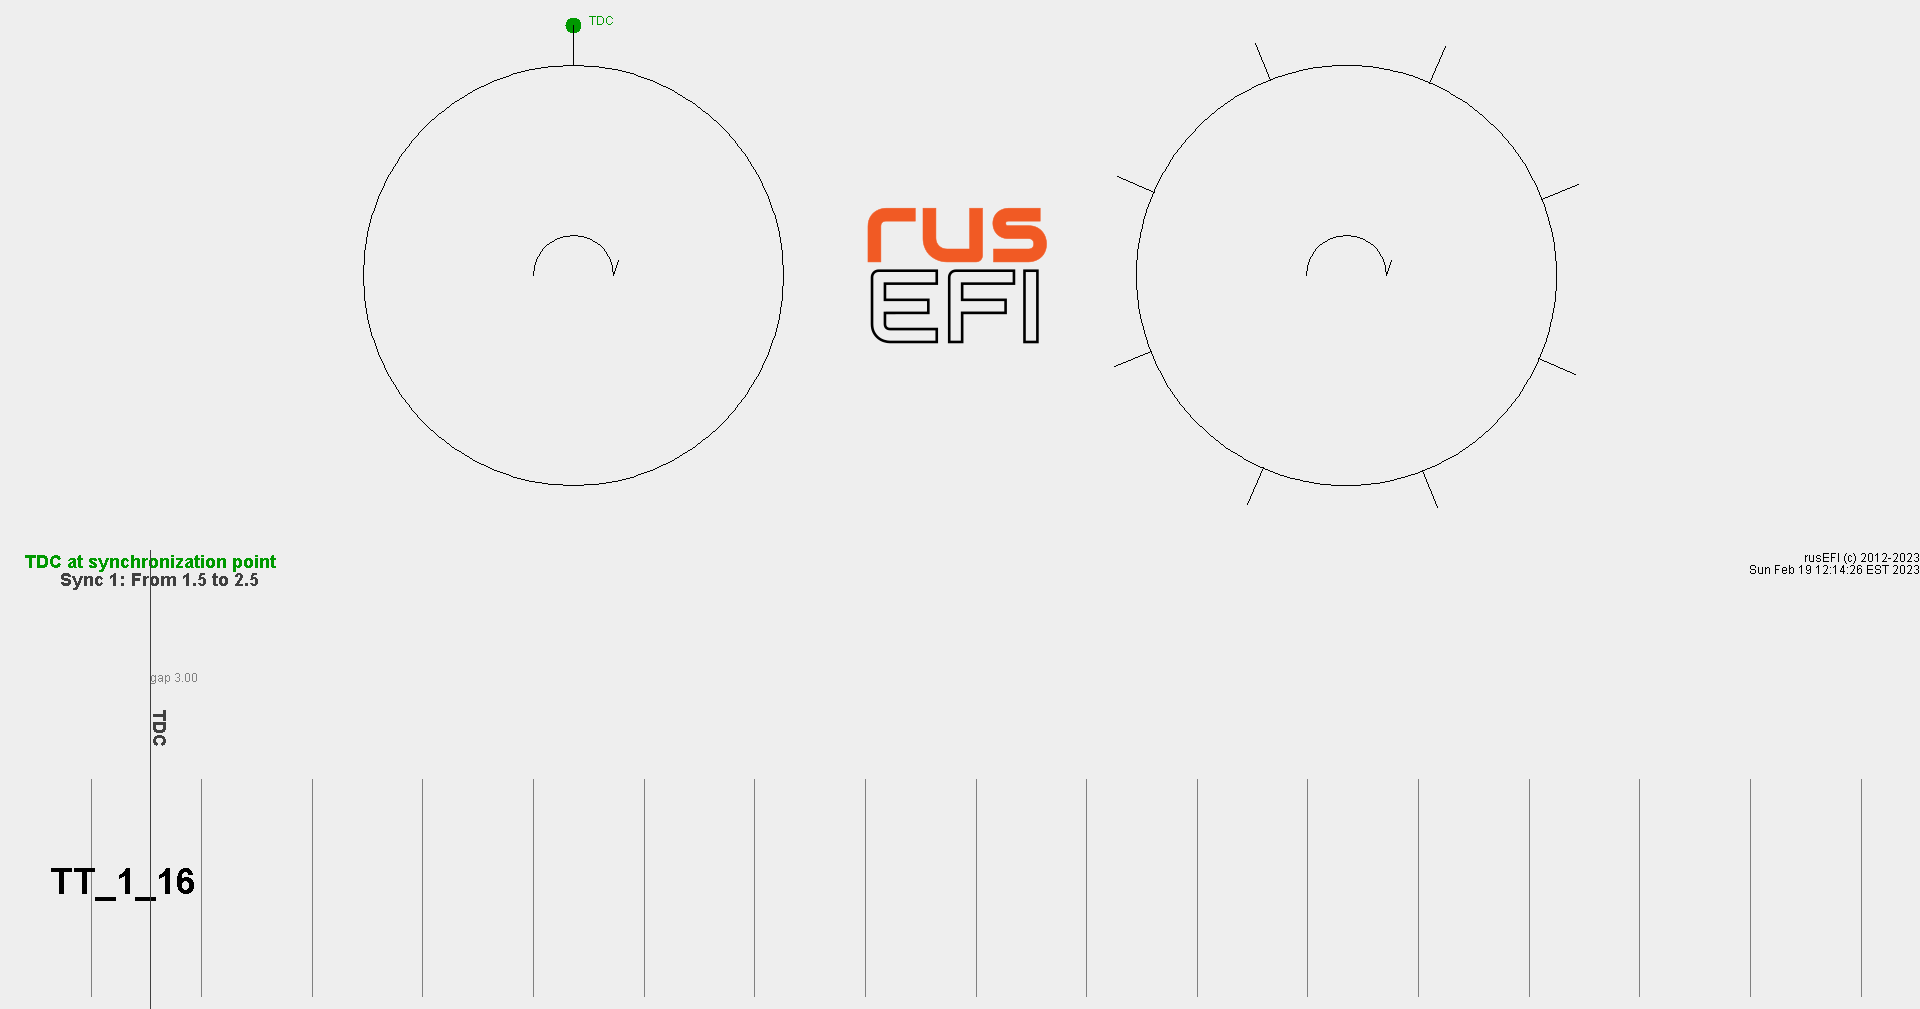 TDC
rus
EFI
TDC at synchronization point
Sync 1: From 1.5 to 2.5
rusEFI (c) 2012-2023
Sun Feb 19 12:14:26 EST 2023
gap 3.00
TDC
TT_1_16